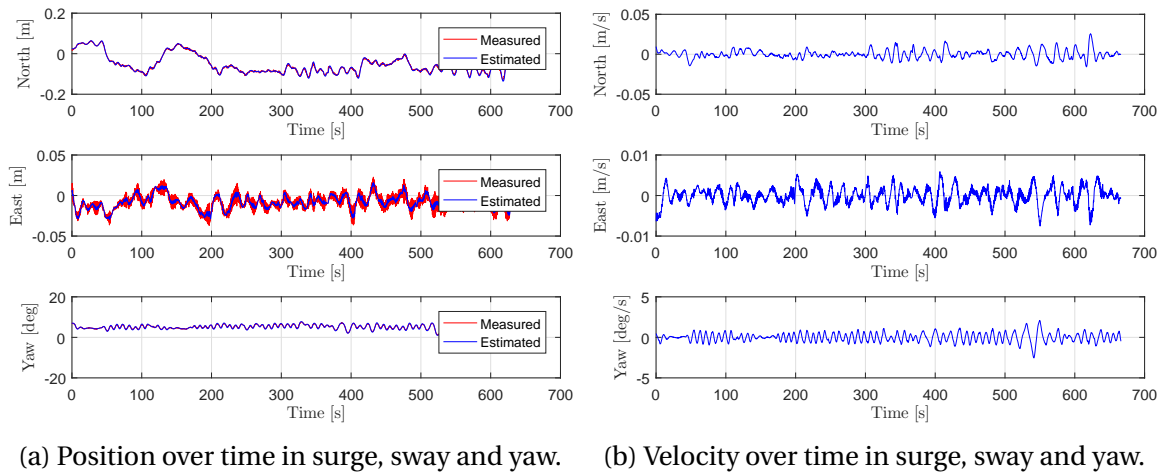 0.2
0
-0.2
North [m]
Measured
Estimated
0 100 200 300 400 500 600 700
Time [s]
0.05
0
-0.05
East [m]
Measured
Estimated
0 100 200 300 400 500 600 700
Time [s]
20
0
-20
Yaw [deg]
Measured
Estimated
0 100 200 300 400 500 600 700
Time [s]
(a) Position over time in surge, sway and yaw.
0.05
0
-0.05
North [m/s]
0 100 200 300 400 500 600 700
Time [s]
0.01
0
-0.01
East [m/s]
0 100 200 300 400 500 600 700
Time [s]
5
0
-5
Yaw [deg/s]
0 100 200 300 400 500 600 700
Time [s]
(b) Velocity over time in surge, sway and yaw.